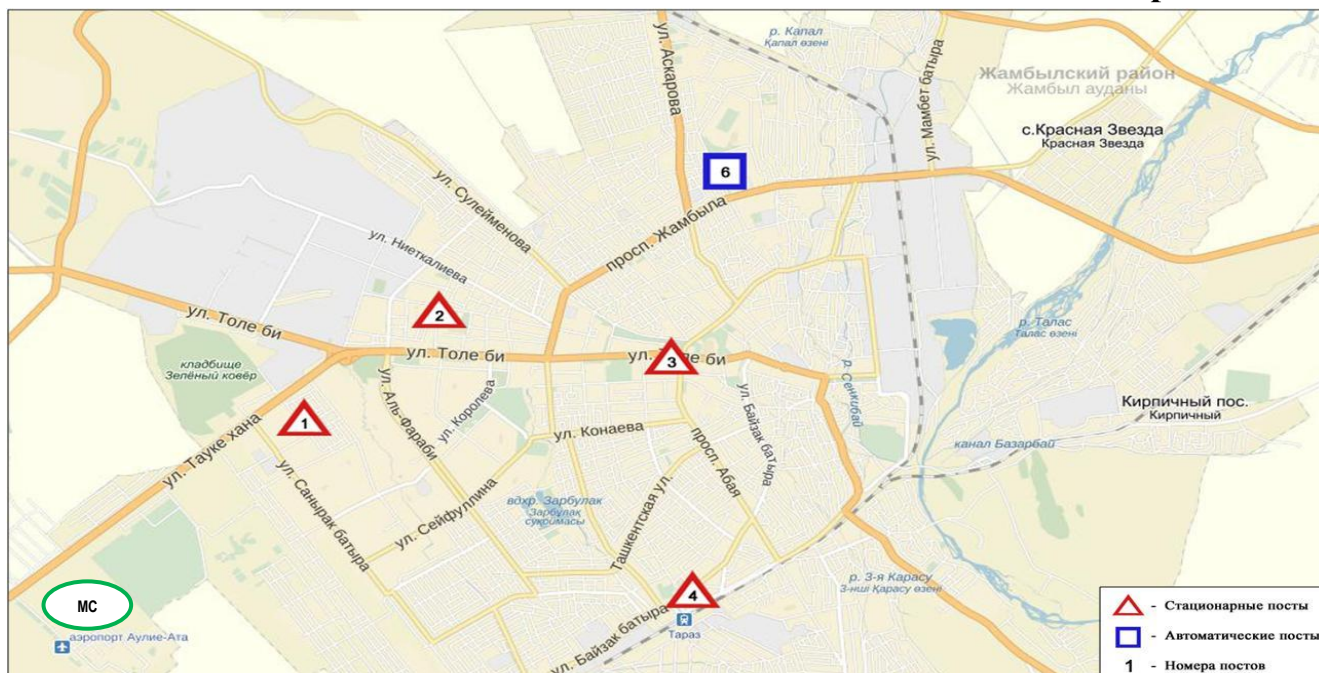 р. Капал
Қапал өзені
ул. Аскарова
ул. Мамбет батыра
Жамбылский район
Жамбыл ауданы
с.Красная Звезда
Красная Звезда
6
ул. Сулейменова
просп. Жамбыла
ул. Ниеткалиева
2
ул. Толе би
ул. Толе би
ул. Толе би
3
р. Талас
Талас өзені
кладбище
Зелёный ковёр
р. Сенкибай
Кирпичный пос.
Кирпичный
1
ул. Тауке хана
ул. Аль-Фараби
ул. Королева
ул. Байзак батыра
ул. Конаева
просп. Абая
канал Базарбай
ул. Санырак батыра
ул. Сейфуллина
вдхр. Зарбулак
Зарбулақ
суқоймасы
Ташкентская ул.
р. 3-я Карасу
3-нші Қарасу өзені
4
МС
аэропорт Аулие-Ата
Тараз
ул. Байзак батыра
- Стационарные посты
- Автоматические посты
1 - Номера постов